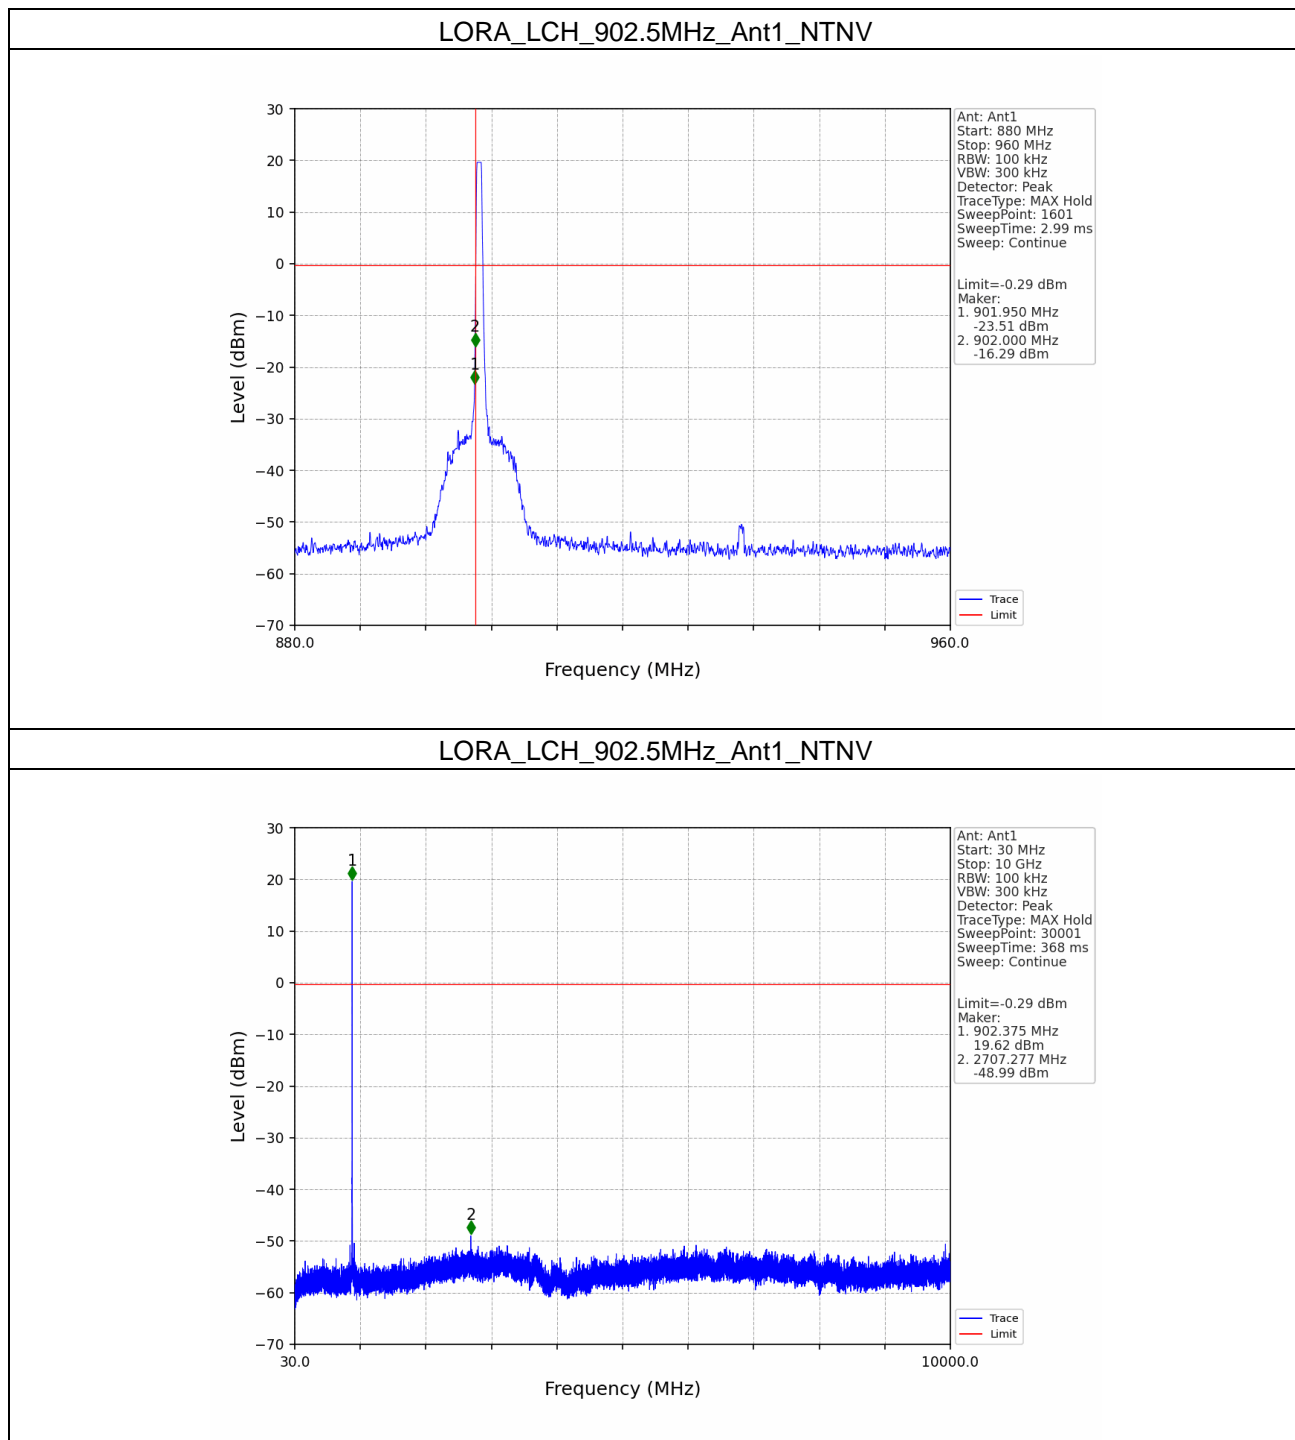 LORA_LCH_902.5MHz_Ant1_NTNV
30
20
10
0
−10
−20
−30
−40
−50
−60
−70
Level (dBm)
2
1
880.0
960.0
Frequency (MHz)
Ant: Ant1
Start: 880 MHz
Stop: 960 MHz
RBW: 100 kHz
VBW: 300 kHz
Detector: Peak
TraceType: MAX Hold
SweepPoint: 1601
SweepTime: 2.99 ms
Sweep: Continue
Limit=-0.29 dBm
Maker:
1. 901.950 MHz
-23.51 dBm
2. 902.000 MHz
-16.29 dBm
Trace
Limit
LORA_LCH_902.5MHz_Ant1_NTNV
30
20
10
0
−10
−20
−30
−40
−50
−60
−70
Level (dBm)
1
2
30.0
10000.0
Frequency (MHz)
Ant: Ant1
Start: 30 MHz
Stop: 10 GHz
RBW: 100 kHz
VBW: 300 kHz
Detector: Peak
TraceType: MAX Hold
SweepPoint: 30001
SweepTime: 368 ms
Sweep: Continue
Limit=-0.29 dBm
Maker:
1. 902.375 MHz
19.62 dBm
2. 2707.277 MHz
-48.99 dBm
Trace
Limit